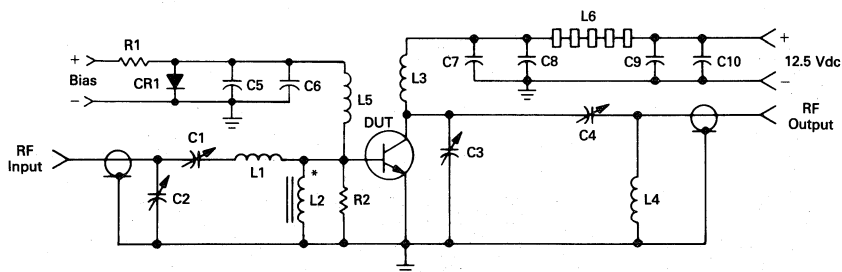 L6
+
R1
+
Bias
−
CR1
C5
C6
L5
L3
C7
C8
C9
C10
12.5 Vdc
−
DUT
C1
C4
RF
Output
RF
Input
C2
L1
*
L2
R2
C3
L4